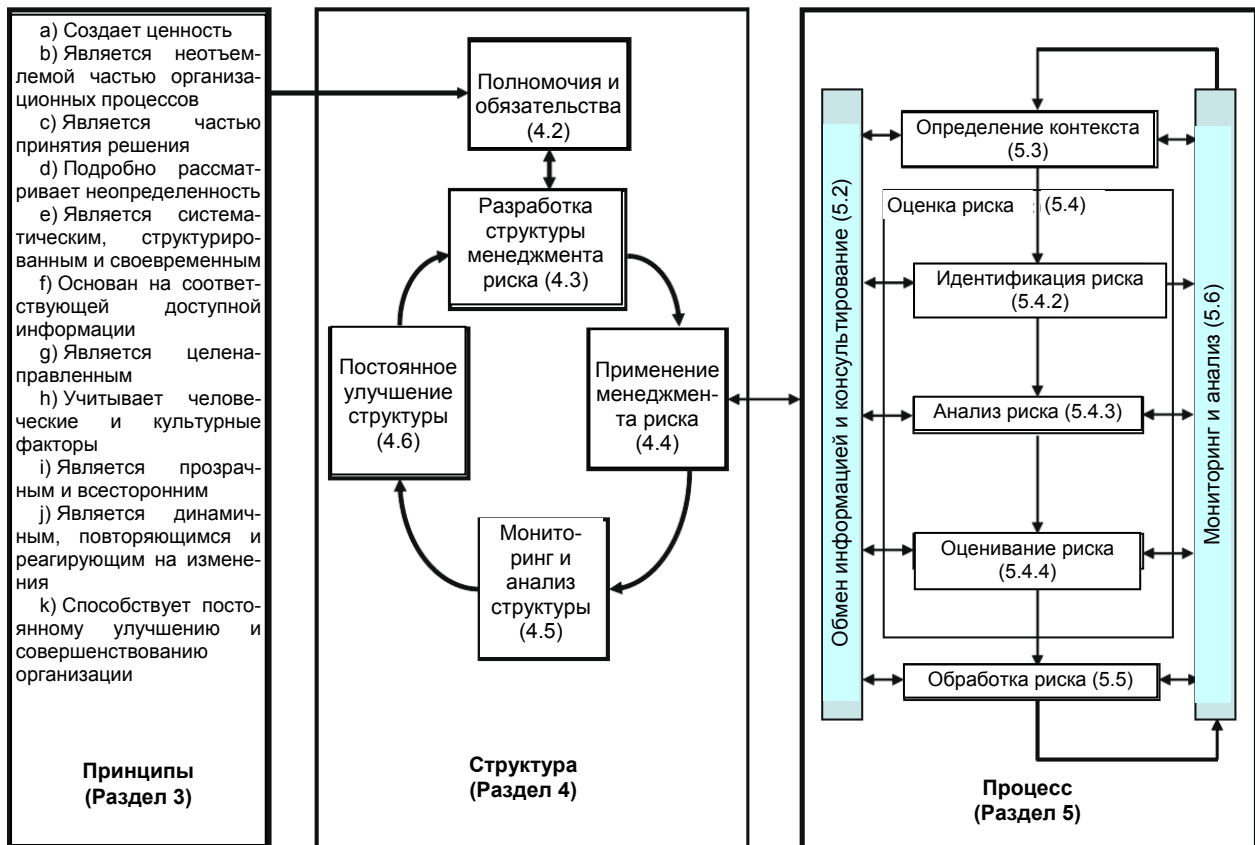 a) Создает ценность
b) Является неотъем-
лемой частью организа-
ционных процессов
c) Является частью
принятия решения
d) Подробно рассмат-
ривает неопределенность
e) Является система-
тическим, структуриро-
ванным и своевременным
f) Основан на соответ-
ствующей доступной
информации
g) Является целена-
правленным
h) Учитывает челове-
ческие и культурные
факторы
i) Является прозрач-
ным и всесторонним
j) Является динамич-
ным, повторяющимся и
реагирующим на измене-
ния
k) Способствует посто-
янному улучшению и
совершенствованию
организации
Принципы
(Раздел 3)
Полномочия и
обязательства
(4.2)
Разработка
структуры
менеджмента
риска (4.3)
Постоянное
улучшение
структуры
(4.6)
Применение
менеджмен-
та риска
(4.4)
Монито-
ринг и
анализ
структуры
(4.5)
Структура
(Раздел 4)
Обмен информацией и консультирование (5.2)
Определение контекста
(5.3)
Оценка риска (5.4)
Идентификация риска
(5.4.2)
Анализ риска (5.4.3)
Оценивание риска
(5.4.4)
Обработка риска (5.5)
Мониторинг и анализ (5.6)
Процесс
(Раздел 5)